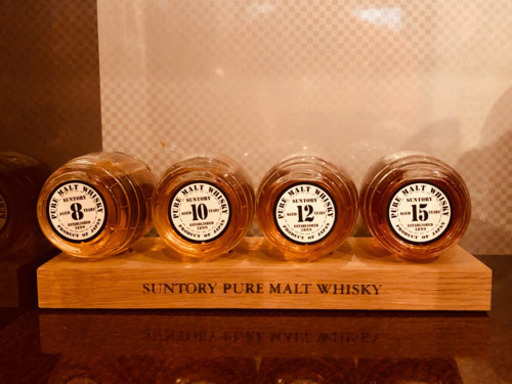 PURE MALT WHISKY
SUNTORY
AGED 8 YEARS
ESTABLISHED
1899
PRODUCT OF JAPAN
PURE MALT WHISKY
SUNTORY
AGED 10 YEARS
ESTABLISHED
1899
PRODUCT OF JAPAN
PURE MALT WHISKY
SUNTORY
AGED 12 YEARS
ESTABLISHED
1899
PRODUCT OF JAPAN
PURE MALT WHISKY
SUNTORY
AGED 15 YEARS
ESTABLISHED
1899
PRODUCT OF JAPAN
SUNTORY PURE MALT WHISKY